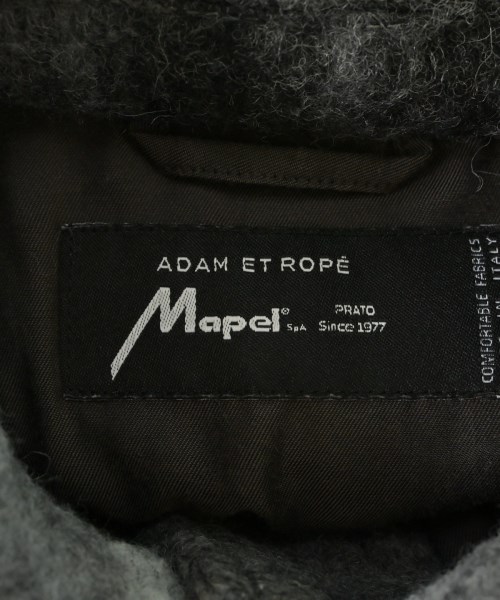 ADAM ET ROPÉ
Mapel® SpA
PRATO
Since 1977
COMFORTABLE FABRICS
ITALY